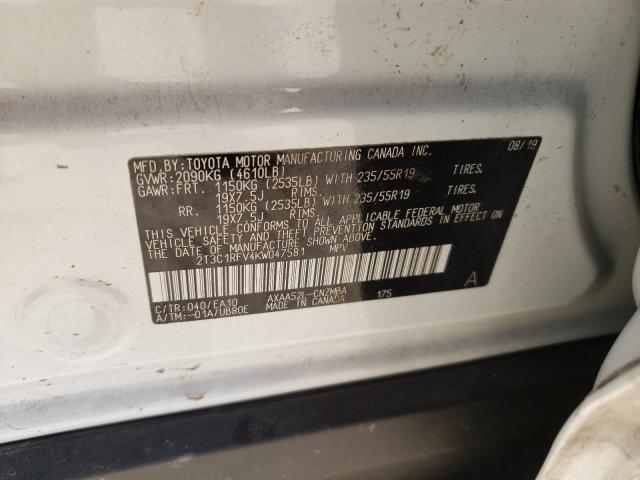 MFD.BY:TOYOTA MOTOR MANUFACTURING CANADA INC. 08/19
GVWR:2090KG (4610LB)
GAWR:FRT. 1150KG (2535LB) WITH 235/55R19 TIRES.
19X7.5J RIMS.
RR. 1150KG (2535LB) WITH 235/55R19 TIRES.
19X7.5J RIMS.
THIS VEHICLE CONFORMS TO ALL APPLICABLE FEDERAL MOTOR
VEHICLE SAFETY AND THEFT PREVENTION STANDARDS IN EFFECT ON
THE DATE OF MANUFACTURE SHOWN ABOVE.
2T3C1RFV4KW047581 MPV
A
C/TR:040/EA10 AXAA52L-CNZMBA 175
A/TM:-01A/UB80E MADE IN CANADA